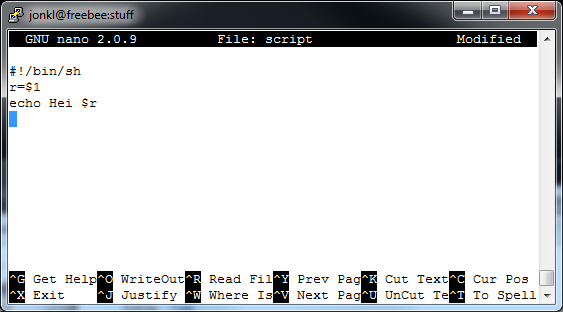 jonkl@freebee:stuff
GNU nano 2.0.9 File: script Modified
#!/bin/sh
r=$1
echo Hei $r
^G Get Help^O WriteOut^R Read Fil^Y Prev Pag^K Cut Text^C Cur Pos
^X Exit ^J Justify ^W Where Is^V Next Pag^U UnCut Te^T To Spell